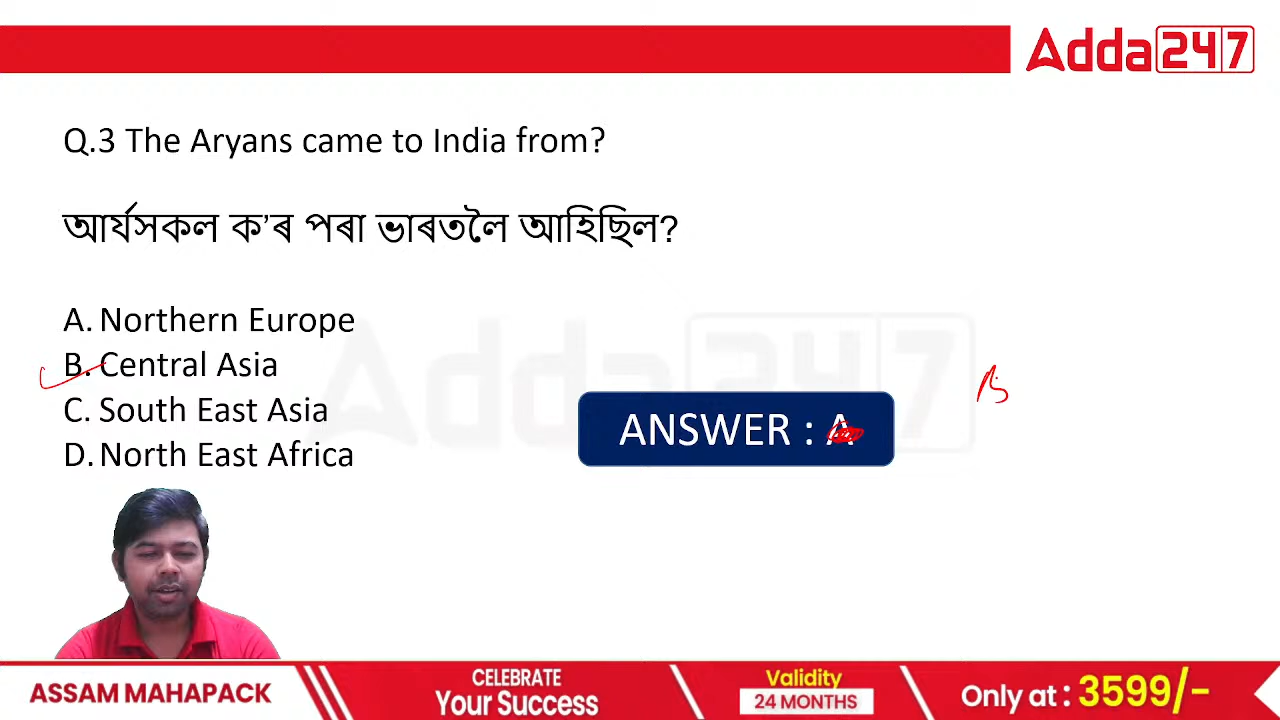 Adda247
Q.3 The Aryans came to India from?
আৰ্যসকল ক’ৰ পৰা ভাৰতলৈ আহিছিল?
A. Northern Europe
B. Central Asia
C. South East Asia
D. North East Africa
Adda247
ANSWER : A
B
ASSAM MAHAPACK
CELEBRATE
Your Success
Validity
24 MONTHS
Only at : 3599/-